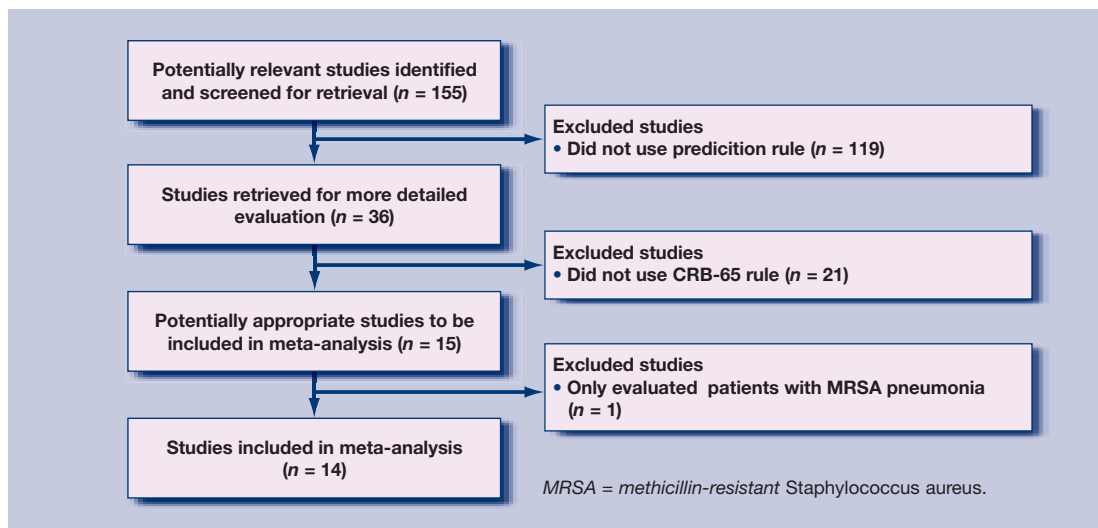 Potentially relevant studies identified
and screened for retrieval (n = 155)
Excluded studies
• Did not use predicition rule (n = 119)
Studies retrieved for more detailed
evaluation (n = 36)
Excluded studies
• Did not use CRB-65 rule (n = 21)
Potentially appropriate studies to be
included in meta-analysis (n = 15)
Excluded studies
• Only evaluated patients with MRSA pneumonia
(n = 1)
Studies included in meta-analysis
(n = 14)
MRSA = methicillin-resistant Staphylococcus aureus.